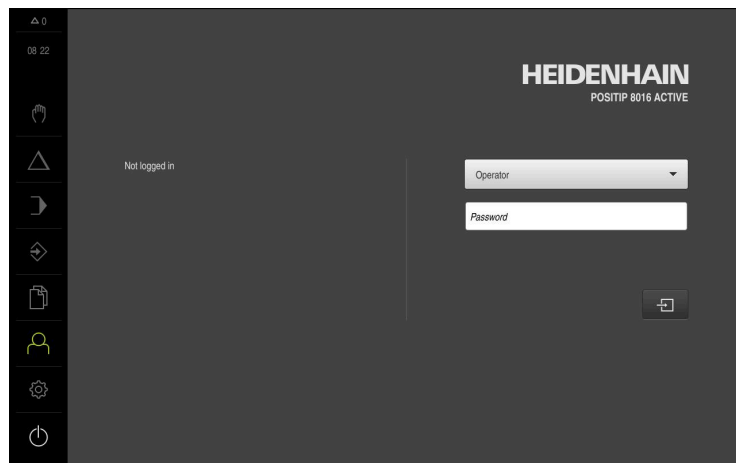 0
08 22
HEIDENHAIN
POSITIP 8016 ACTIVE
Not logged in
Operator
Password